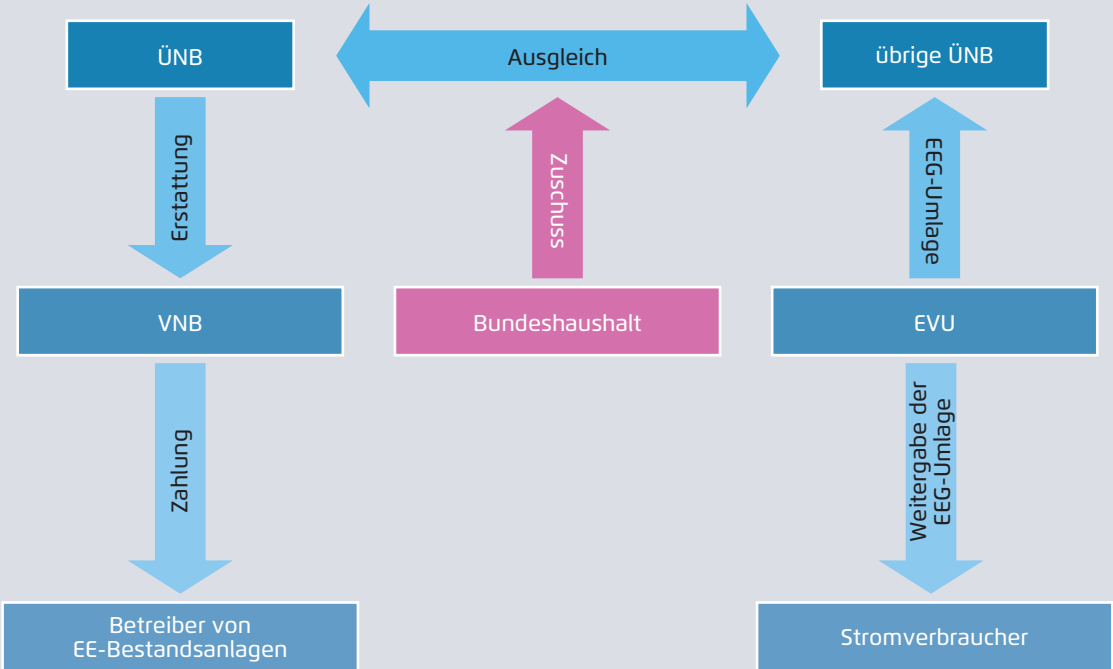 ÜNB
Ausgleich
übrige ÜNB
Erstattung
Zuschuss
EEG-Umlage
VNB
Bundeshaushalt
EVU
Zahlung
Weitergabe der
EEG-Umlage
Betreiber von
EE-Bestandsanlagen
Stromverbraucher